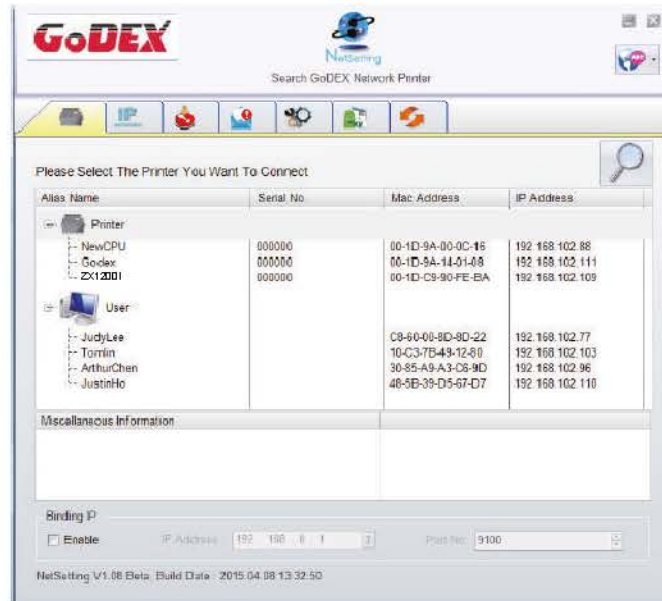 GoDEX
NetSetting
Search GoDEX Network Printer
IP
Please Select The Printer You Want To Connect
Alias Name Serial No Mac Address IP Address
Printer
NewCPU 000000 00-1D-9A-00-0C-16 192.168.102.88
Godex 000000 00-1D-9A-14-01-08 192.168.102.111
ZX1200i 000000 00-1D-C9-90-FE-BA 192.168.102.109
User
JudyLee C8-60-00-8D-8D-22 192.168.102.77
Tomlin 10-C3-7B-49-12-80 192.168.102.103
ArthurChen 30-85-A9-A3-C6-9D 192.168.102.96
JustinHo 48-5B-39-D5-67-D7 192.168.102.110
Miscellaneous Information
Binding IP
Enable IP Address 192 168 0 1 Port No 9100
NetSetting V1.08 Beta Build Date : 2015.04.08 13:32:50